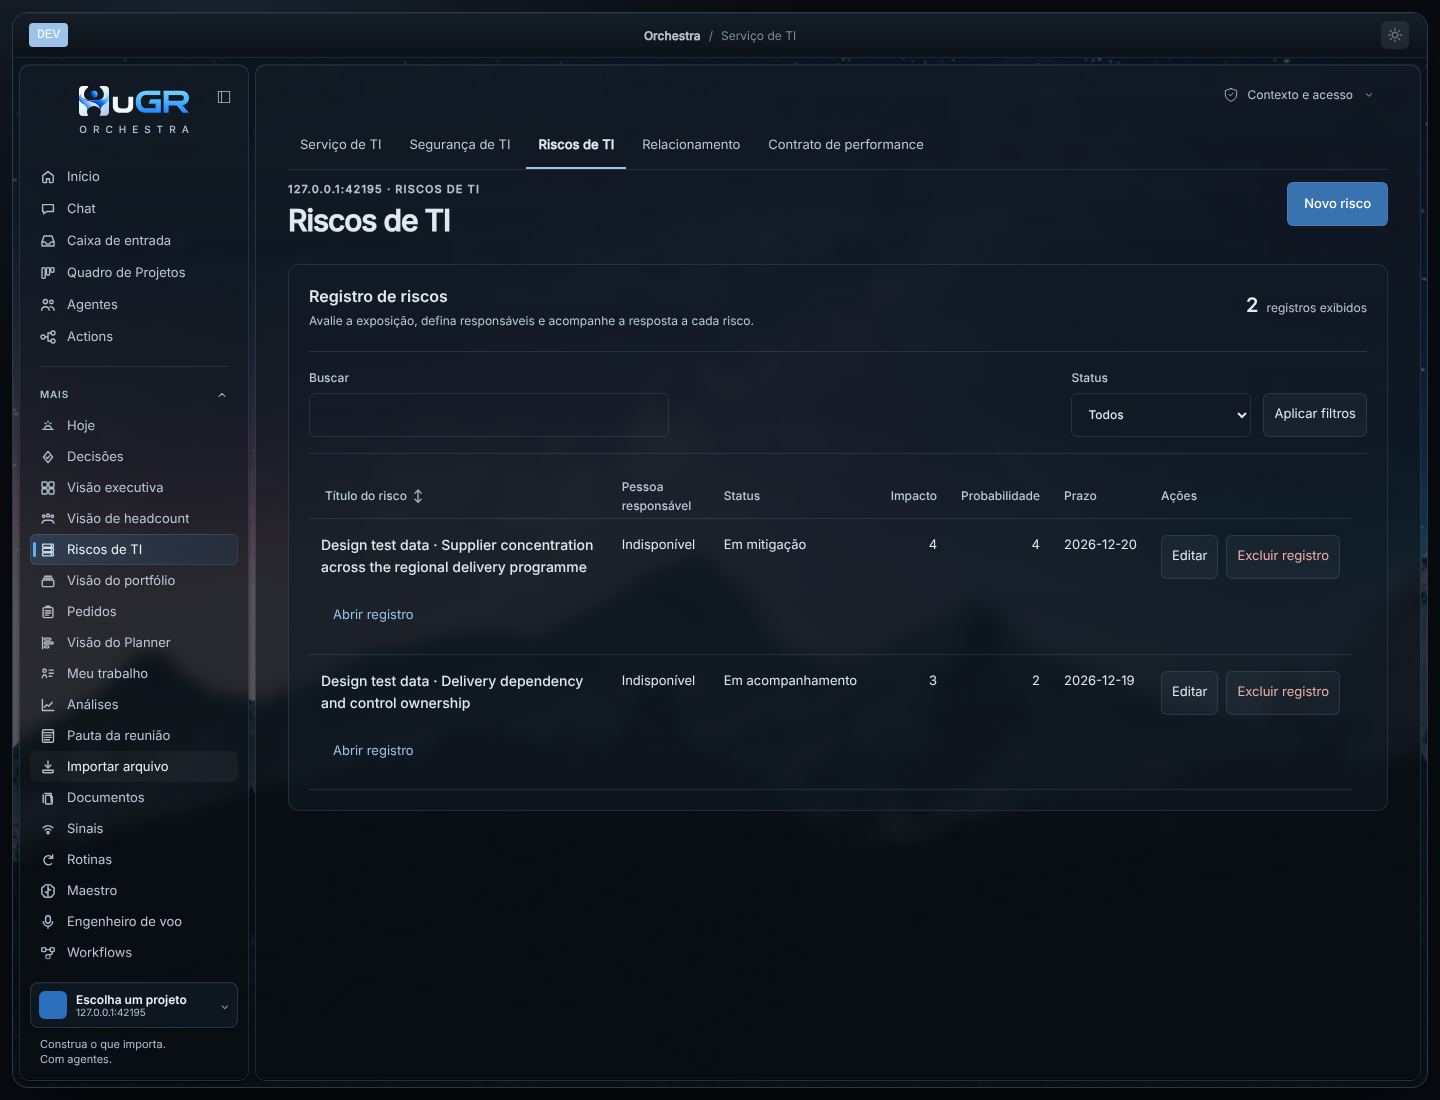 DEV
Orchestra / Serviço de TI
HuGR
ORCHESTRA
Contexto e acesso
Início
Chat
Caixa de entrada
Quadro de Projetos
Agentes
Actions
MAIS
Hoje
Decisões
Visão executiva
Visão de headcount
Riscos de TI
Visão do portfólio
Pedidos
Visão do Planner
Meu trabalho
Análises
Pauta da reunião
Importar arquivo
Documentos
Sinais
Rotinas
Maestro
Engenheiro de voo
Workflows
Escolha um projeto
127.0.0.1:42195
Construa o que importa.
Com agentes.
Serviço de TI Segurança de TI Riscos de TI Relacionamento Contrato de performance
127.0.0.1:42195 · RISCOS DE TI
Riscos de TI
Novo risco
Registro de riscos
Avalie a exposição, defina responsáveis e acompanhe a resposta a cada risco.
2 registros exibidos
Buscar
Status
Todos
Aplicar filtros
Título do risco
Pessoa
responsável
Status Impacto Probabilidade Prazo Ações
Design test data · Supplier concentration
across the regional delivery programme
Indisponível Em mitigação 4 4 2026-12-20 Editar Excluir registro
Abrir registro
Design test data · Delivery dependency
and control ownership
Indisponível Em acompanhamento 3 2 2026-12-19 Editar Excluir registro
Abrir registro